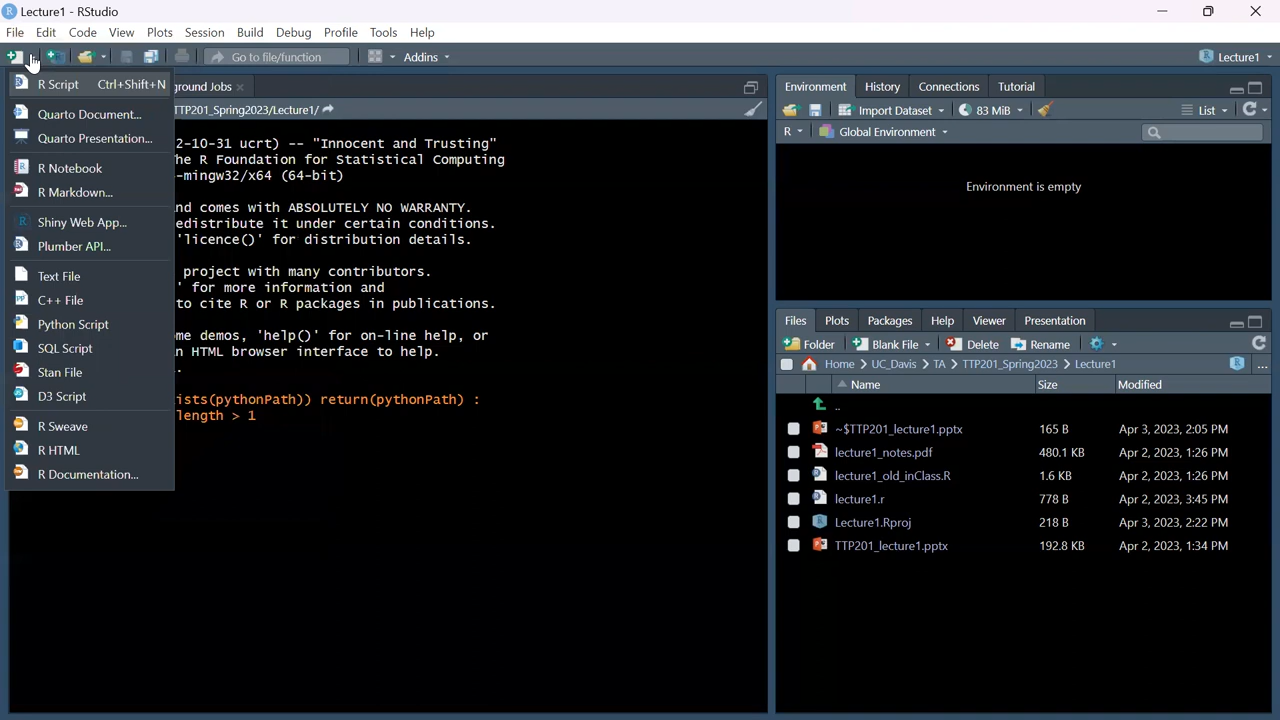 Lecture1 - RStudio
File Edit Code View Plots Session Build Debug Profile Tools Help
Go to file/function Addins Lecture1
R Script Ctrl+Shift+N
Quarto Document...
Quarto Presentation...
R Notebook
R Markdown...
Shiny Web App...
Plumber API...
Text File
C++ File
Python Script
SQL Script
Stan File
D3 Script
R Sweave
R HTML
R Documentation...
round Jobs
TTP201_Spring2023/Lecture1/
2-10-31 ucrt) -- "Innocent and Trusting"
he R Foundation for Statistical Computing
-mingw32/x64 (64-bit)
nd comes with ABSOLUTELY NO WARRANTY.
edistribute it under certain conditions.
'licence()' for distribution details.
project with many contributors.
' for more information and
to cite R or R packages in publications.
me demos, 'help()' for on-line help, or
n HTML browser interface to help.
.
ists(pythonPath)) return(pythonPath) :
length > 1
Environment History Connections Tutorial
Import Dataset 83 MiB List
R Global Environment
Environment is empty
Files Plots Packages Help Viewer Presentation
Folder Blank File Delete Rename
Home > UC_Davis > TA > TTP201_Spring2023 > Lecture1 R ...
Name Size Modified
..
~$TTP201_lecture1.pptx 165 B Apr 3, 2023, 2:05 PM
lecture1_notes.pdf 480.1 KB Apr 2, 2023, 1:26 PM
lecture1_old_inClass.R 1.6 KB Apr 2, 2023, 1:26 PM
lecture1.r 778 B Apr 2, 2023, 3:45 PM
Lecture1.Rproj 218 B Apr 3, 2023, 2:22 PM
TTP201_lecture1.pptx 192.8 KB Apr 2, 2023, 1:34 PM